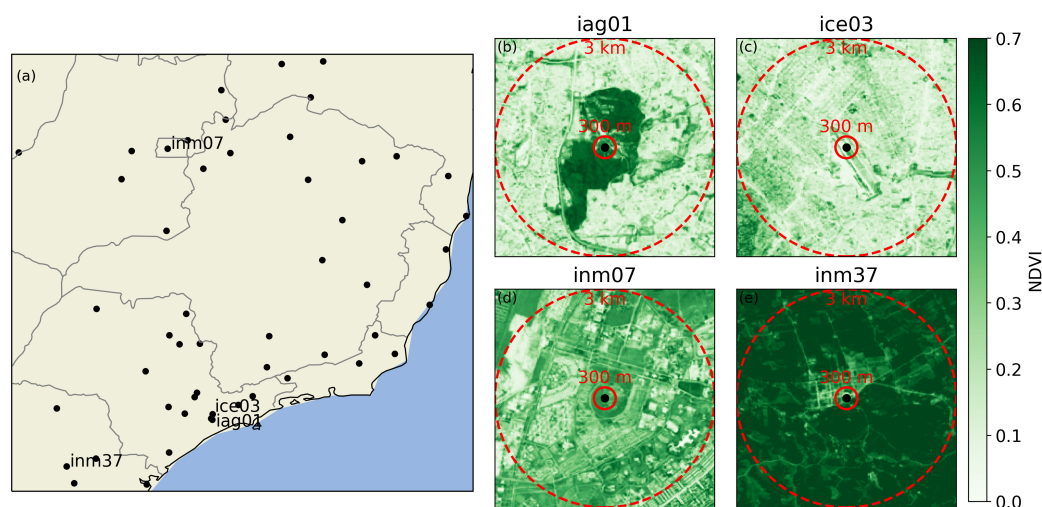 (a)
inm07
ice03
iag01
inm37
iag01
(b)
3 km
300 m
ice03
(c)
3 km
300 m
inm07
(d)
3 km
300 m
inm37
(e)
3 km
300 m
0.7
0.6
0.5
0.4
0.3
0.2
0.1
0.0
NDVI